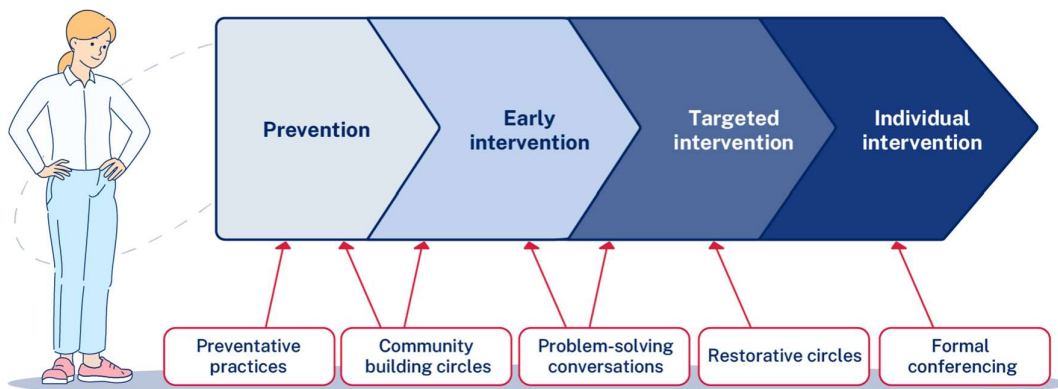 Prevention
Early
intervention
Targeted
intervention
Individual
intervention
Preventative
practices
Community
building circles
Problem-solving
conversations
Restorative circles
Formal
conferencing